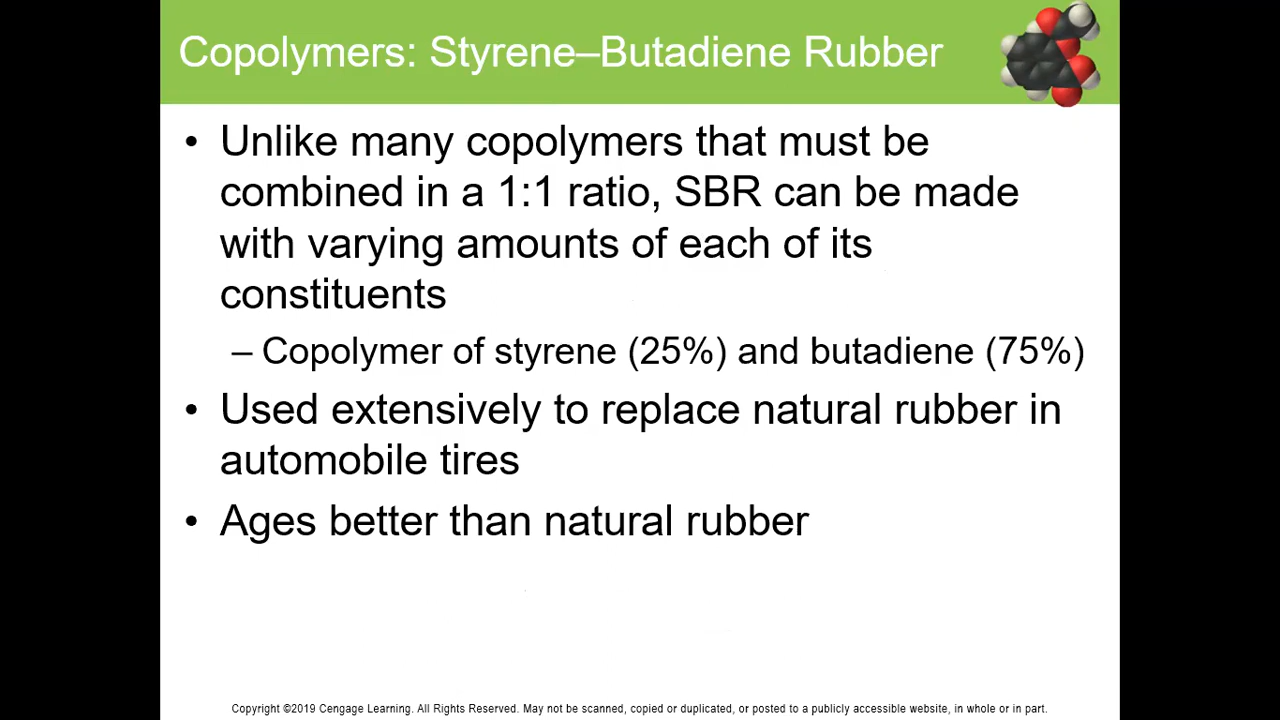 Copolymers: Styrene–Butadiene Rubber
• Unlike many copolymers that must be
combined in a 1:1 ratio, SBR can be made
with varying amounts of each of its
constituents
– Copolymer of styrene (25%) and butadiene (75%)
• Used extensively to replace natural rubber in
automobile tires
• Ages better than natural rubber
Copyright ©2019 Cengage Learning. All Rights Reserved. May not be scanned, copied or duplicated, or posted to a publicly accessible website, in whole or in part.